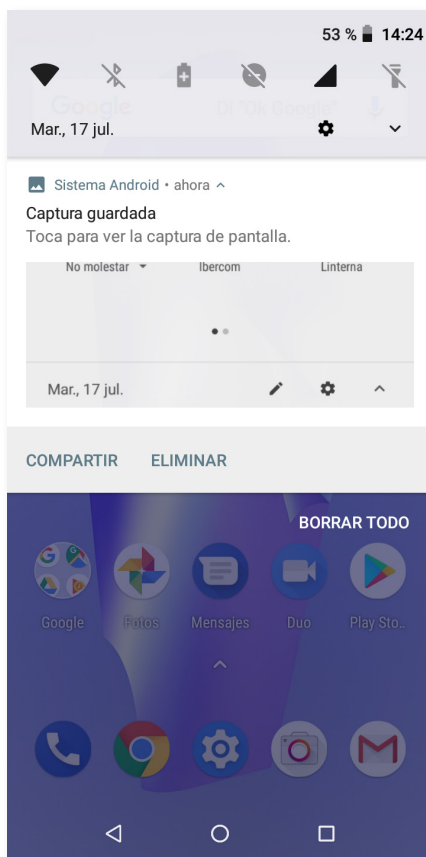 53 % 14:24
Google Di "Ok Google"
Mar., 17 jul.
Sistema Android • ahora
Captura guardada
Toca para ver la captura de pantalla.
No molestar Ibercom Linterna
Mar., 17 jul.
COMPARTIR ELIMINAR
BORRAR TODO
Google Fotos Mensajes Duo Play Sto..